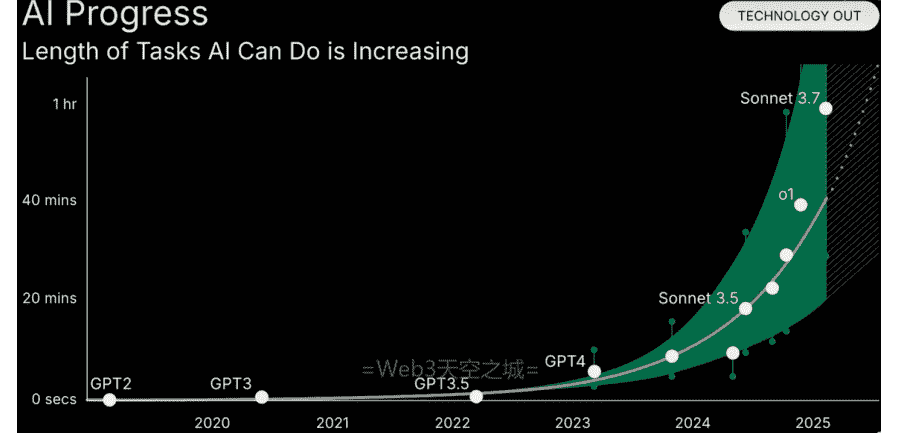 AI Progress
TECHNOLOGY OUT
Length of Tasks AI Can Do is Increasing
1 hr
Sonnet 3.7
40 mins
o1
20 mins
Sonnet 3.5
=Web3天空之城=
GPT4
GPT2
GPT3
GPT3.5
0 secs
2020
2021
2022
2023
2024
2025